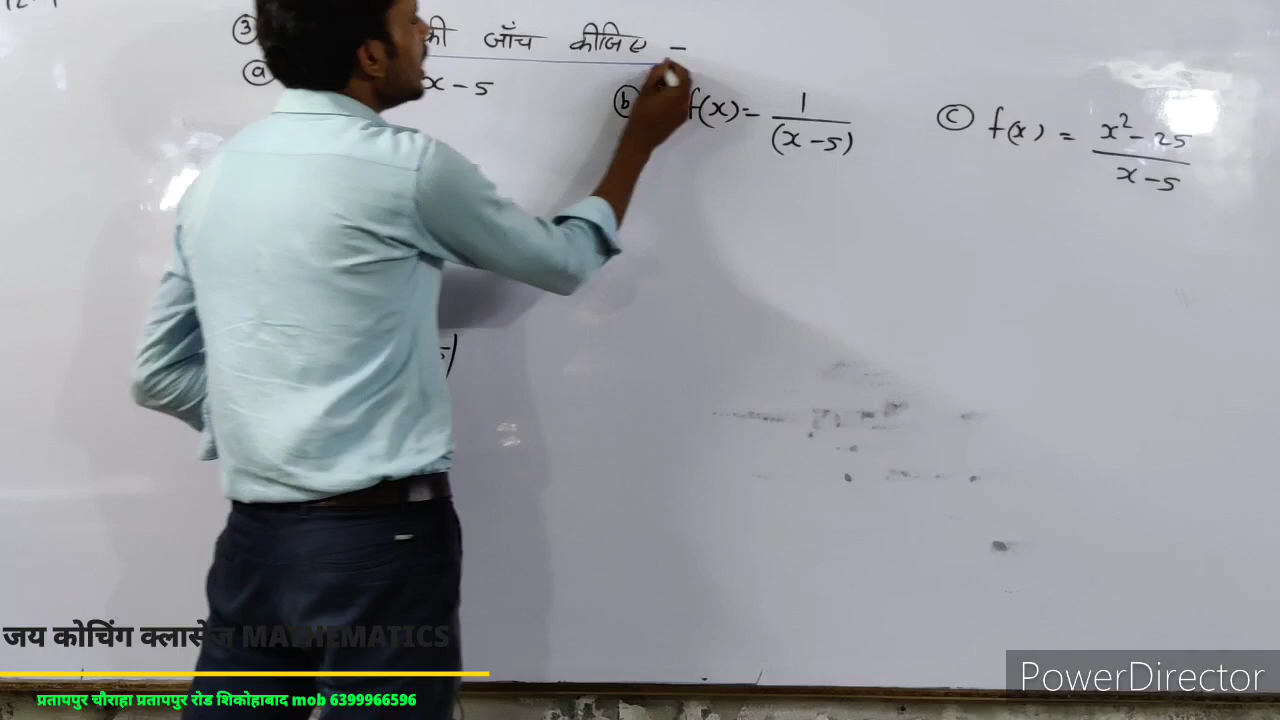 ③ की जाँच कीजिए -
ⓐ x - 5
ⓑ f(x) = 1/(x-5)
ⓒ f(x) = x² - 25 / x - 5
जय कोचिंग क्लासेज MATHEMATICS
प्रतापपुर चौराहा प्रतापपुर रोड शिकोहाबाद mob 6399966596
PowerDirector